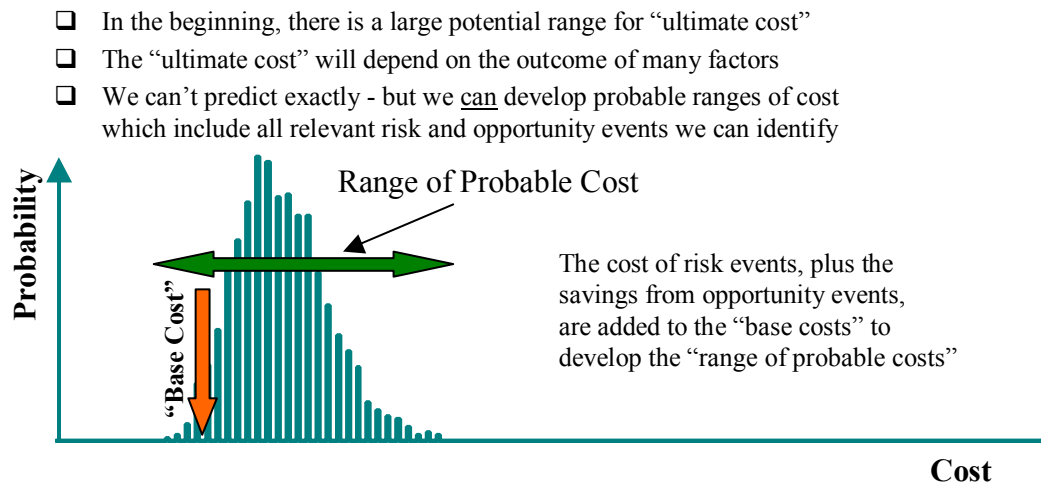 ❑ In the beginning, there is a large potential range for “ultimate cost”
❑ The “ultimate cost” will depend on the outcome of many factors
❑ We can’t predict exactly - but we can develop probable ranges of cost
which include all relevant risk and opportunity events we can identify
Range of Probable Cost
Probability
“Base Cost”
The cost of risk events, plus the
savings from opportunity events,
are added to the “base costs” to
develop the “range of probable costs”
Cost